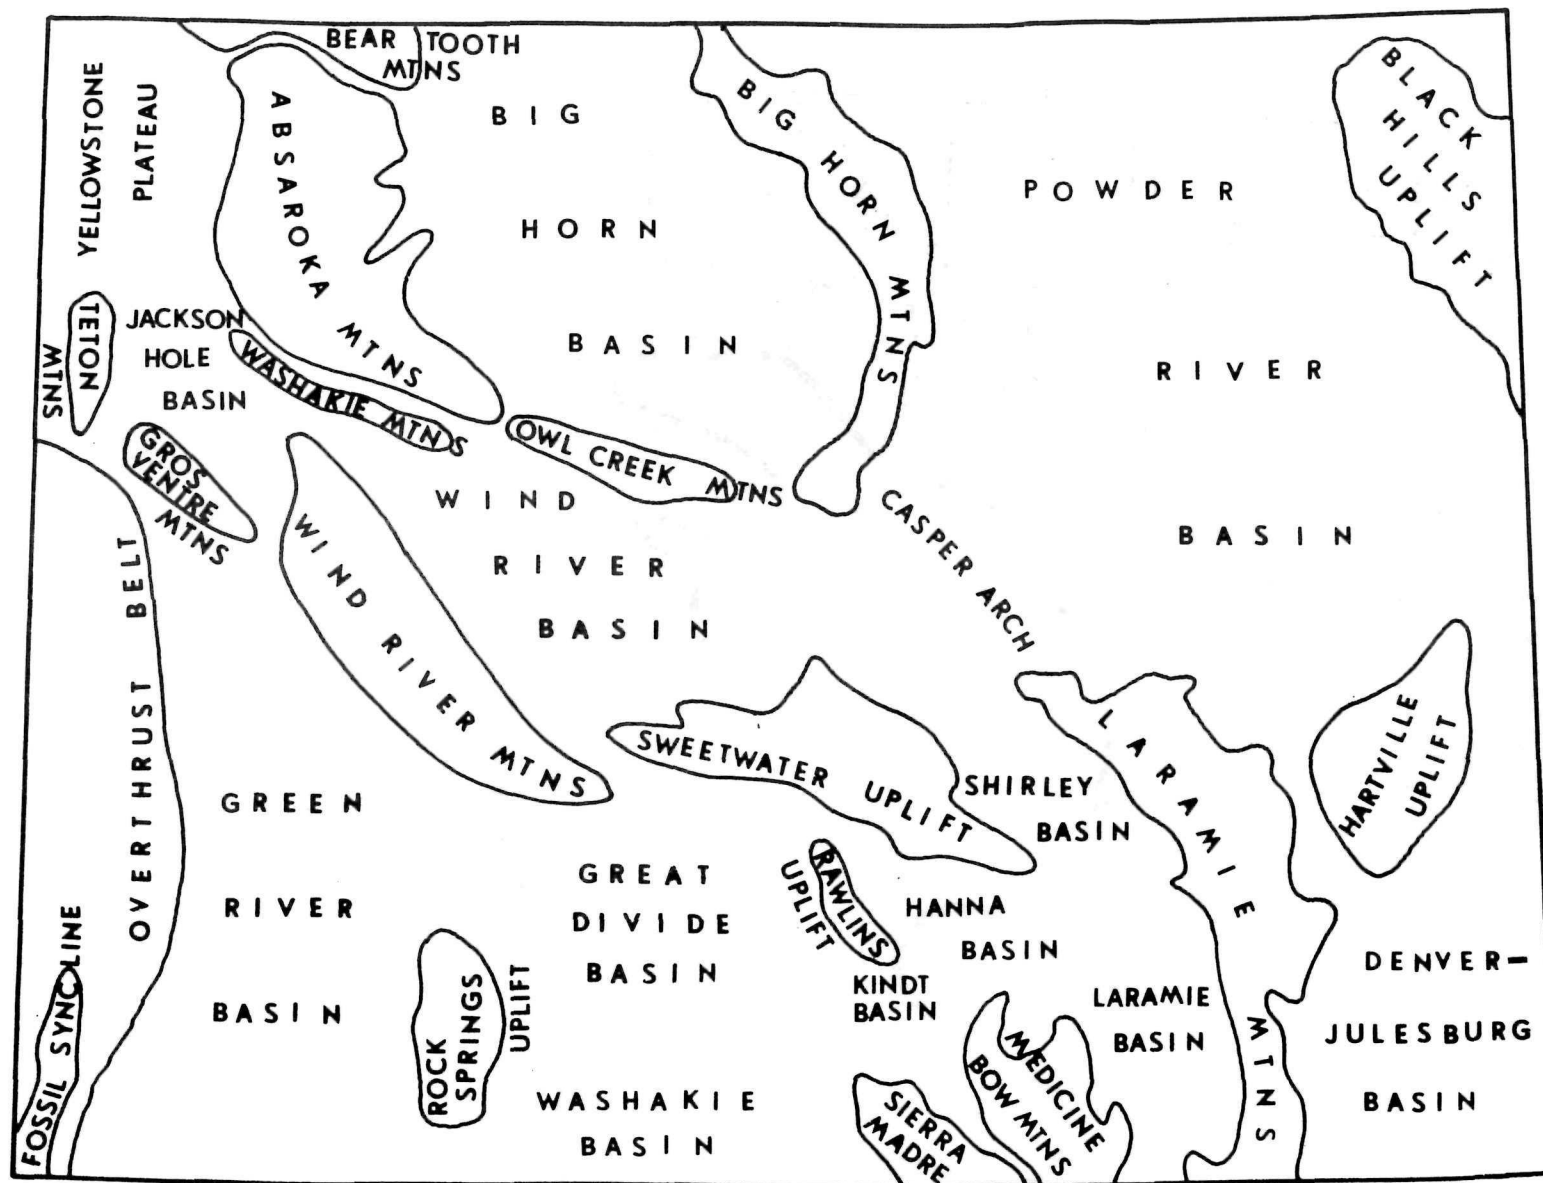 BEAR TOOTH
MTNS
YELLOWSTONE
PLATEAU
ABSAROKA MTNS
BIG
HORN
BASIN
BIG HORN MTNS
POWDER
RIVER
BASIN
BLACK
HILLS
UPLIFT
TETON
MTNS
JACKSON
HOLE
BASIN
WASHAKIE MTNS
OWL CREEK MTNS
GROS
VENTRE
MTNS
WIND
RIVER
BASIN
WIND RIVER MTNS
CASPER ARCH
OVERTHRUST BELT
SWEETWATER UPLIFT
SHIRLEY
BASIN
LARAMIE MTNS
HARTVILLE
UPLIFT
GREEN
RIVER
BASIN
GREAT
DIVIDE
BASIN
RAWLINS
UPLIFT
HANNA
BASIN
KINDT
BASIN
LARAMIE
BASIN
DENVER-
JULESBURG
BASIN
FOSSIL SYNCLINE
ROCK
SPRINGS
UPLIFT
WASHAKIE
BASIN
SIERRA
MADRE
MEDICINE
BOW MTNS